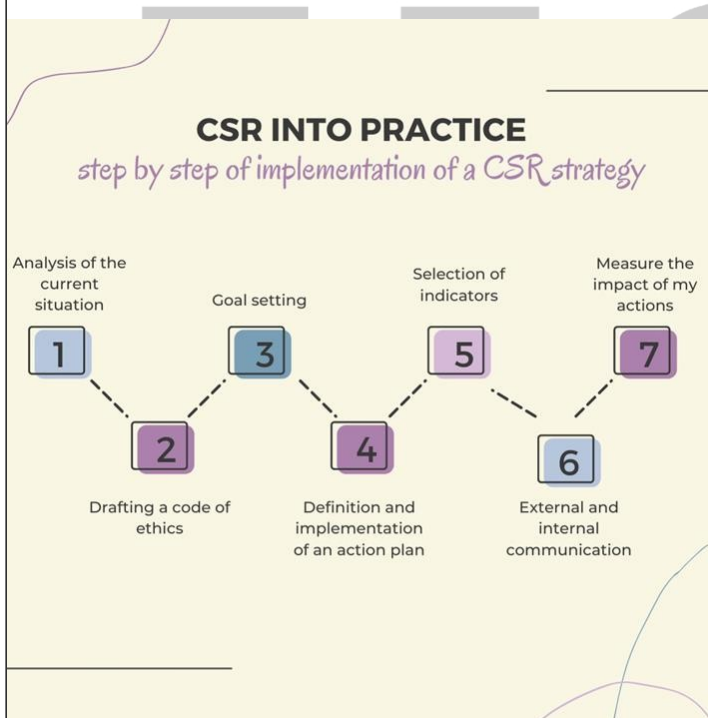 CSR INTO PRACTICE
step by step of implementation of a CSR strategy
Analysis of the
current
situation
1
2
Drafting a code of
ethics
Goal setting
3
4
Definition and
implementation
of an action plan
Selection of
indicators
5
6
External and
internal
communication
Measure the
impact of my
actions
7